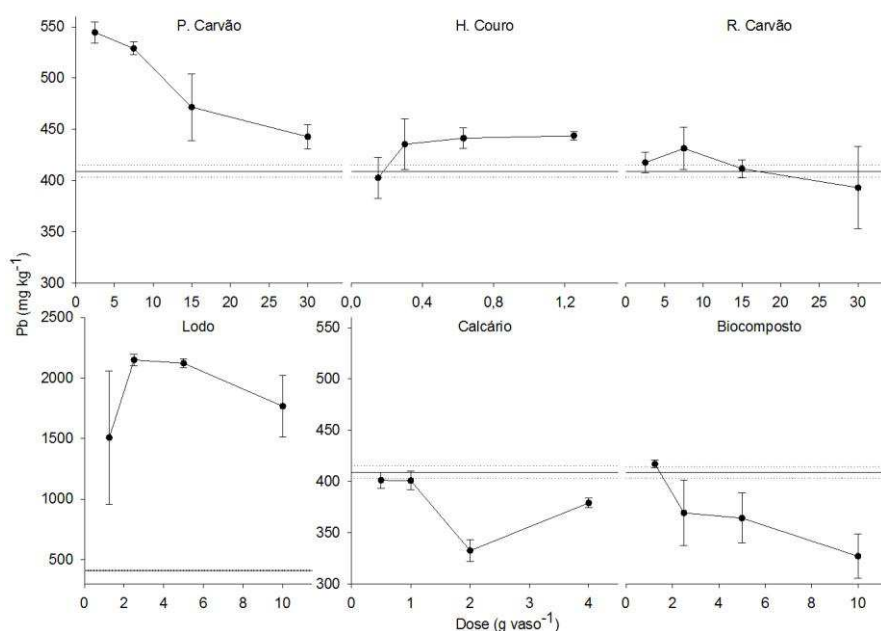 P. Carvão
H. Couro
R. Carvão
550
500
450
400
350
300
0 5 10 15 20 25 30
0,0 0,4 0,8 1,2
0 5 10 15 20 25 30
Pb (mg kg-1)
Lodo
Calcário
Biocomposto
2500
2000
1500
1000
500
0 2 4 6 8 10
550
500
450
400
350
300
0 1 2 3 4
0 2 4 6 8 10
Dose (g vaso-1)